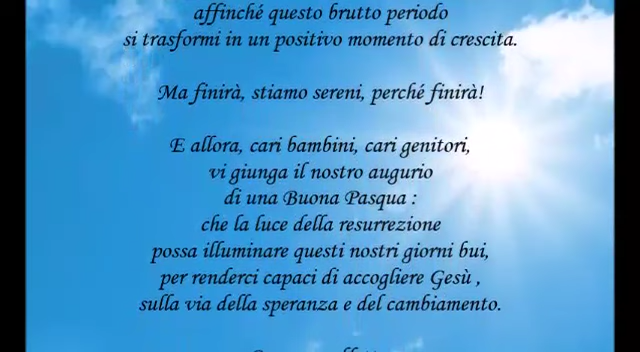 affinché questo brutto periodo
si trasformi in un positivo momento di crescita.
Ma finirà, stiamo sereni, perché finirà!
E allora, cari bambini, cari genitori,
vi giunga il nostro augurio
di una Buona Pasqua :
che la luce della resurrezione
possa illuminare questi nostri giorni bui,
per renderci capaci di accogliere Gesù ,
sulla via della speranza e del cambiamento.